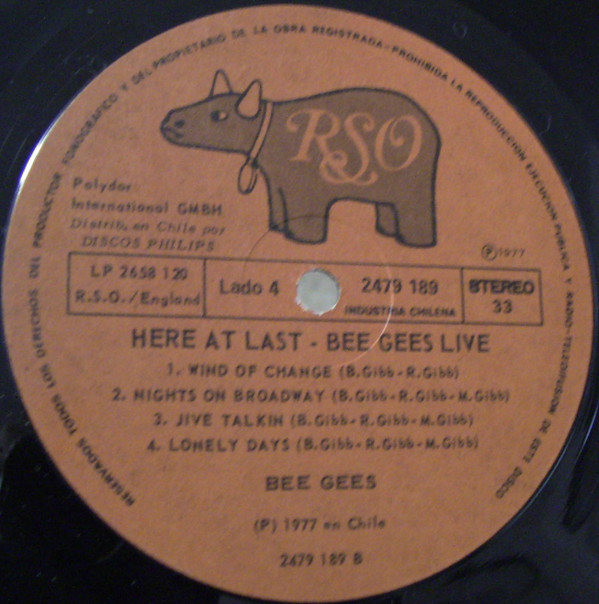 RESERVADOS TODOS LOS DERECHOS DEL PRODUCTOR FONOGRAFICO Y DEL PROPIETARIO DE LA OBRA REGISTRADA - PROHIBIDA LA REPRODUCCION EJECUCION PUBLICA Y RADIO-TELEDIFUSION DE ESTE DISCO
RSO
Polydor
International GMBH
Distrib. en Chile por
DISCOS PHILIPS
Ⓟ1977
LP 2658 120
R.S.O./England
Lado 4
2479 189
INDUSTRIA CHILENA
STEREO
33
HERE AT LAST - BEE GEES LIVE
1. WIND OF CHANGE (B.Gibb-R.Gibb)
2. NIGHTS ON BROADWAY (B.Gibb-R.Gibb-M.Gibb)
3. JIVE TALKIN (B.Gibb-R.Gibb-M.Gibb)
4. LONELY DAYS (B.Gibb-R.Gibb-M.Gibb)
BEE GEES
(P) 1977 en Chile
2479 189 B